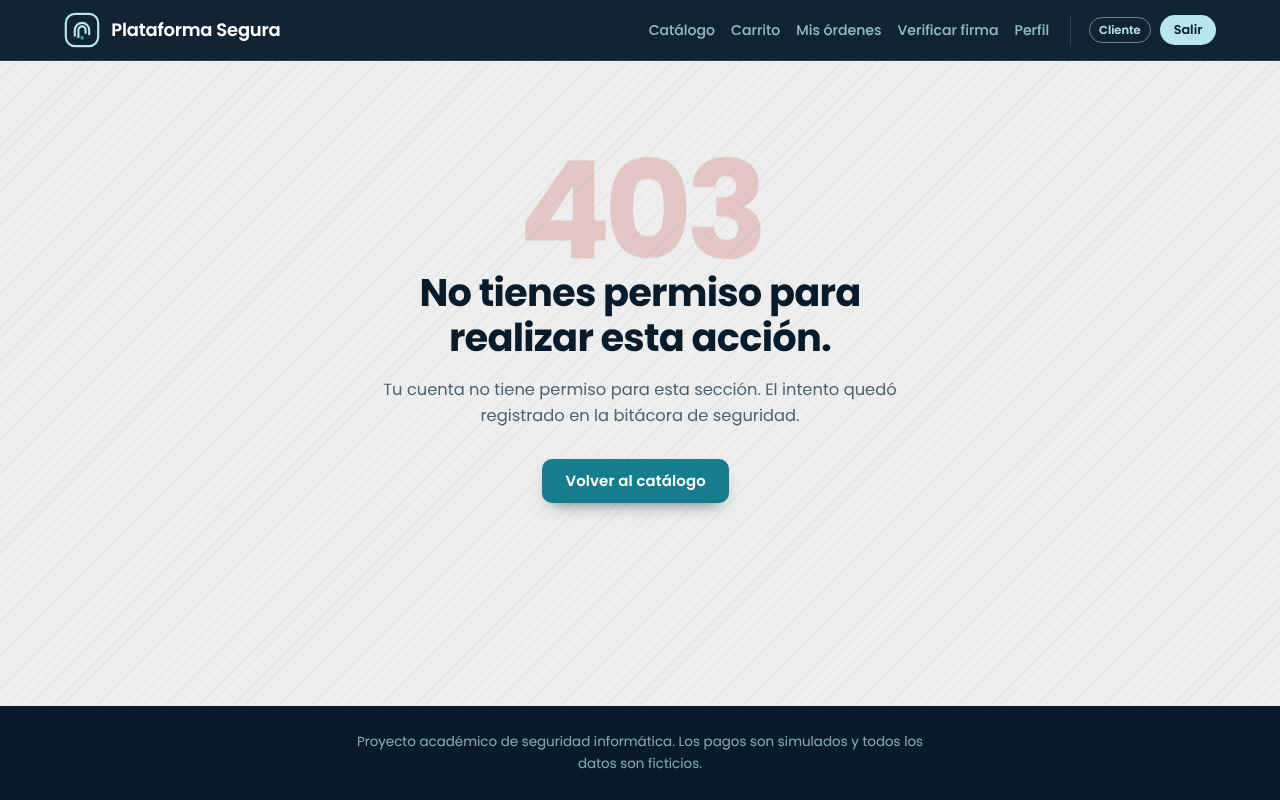 Plataforma Segura
Catálogo Carrito Mis órdenes Verificar firma Perfil Cliente Salir
403
No tienes permiso para
realizar esta acción.
Tu cuenta no tiene permiso para esta sección. El intento quedó
registrado en la bitácora de seguridad.
Volver al catálogo
Proyecto académico de seguridad informática. Los pagos son simulados y todos los
datos son ficticios.